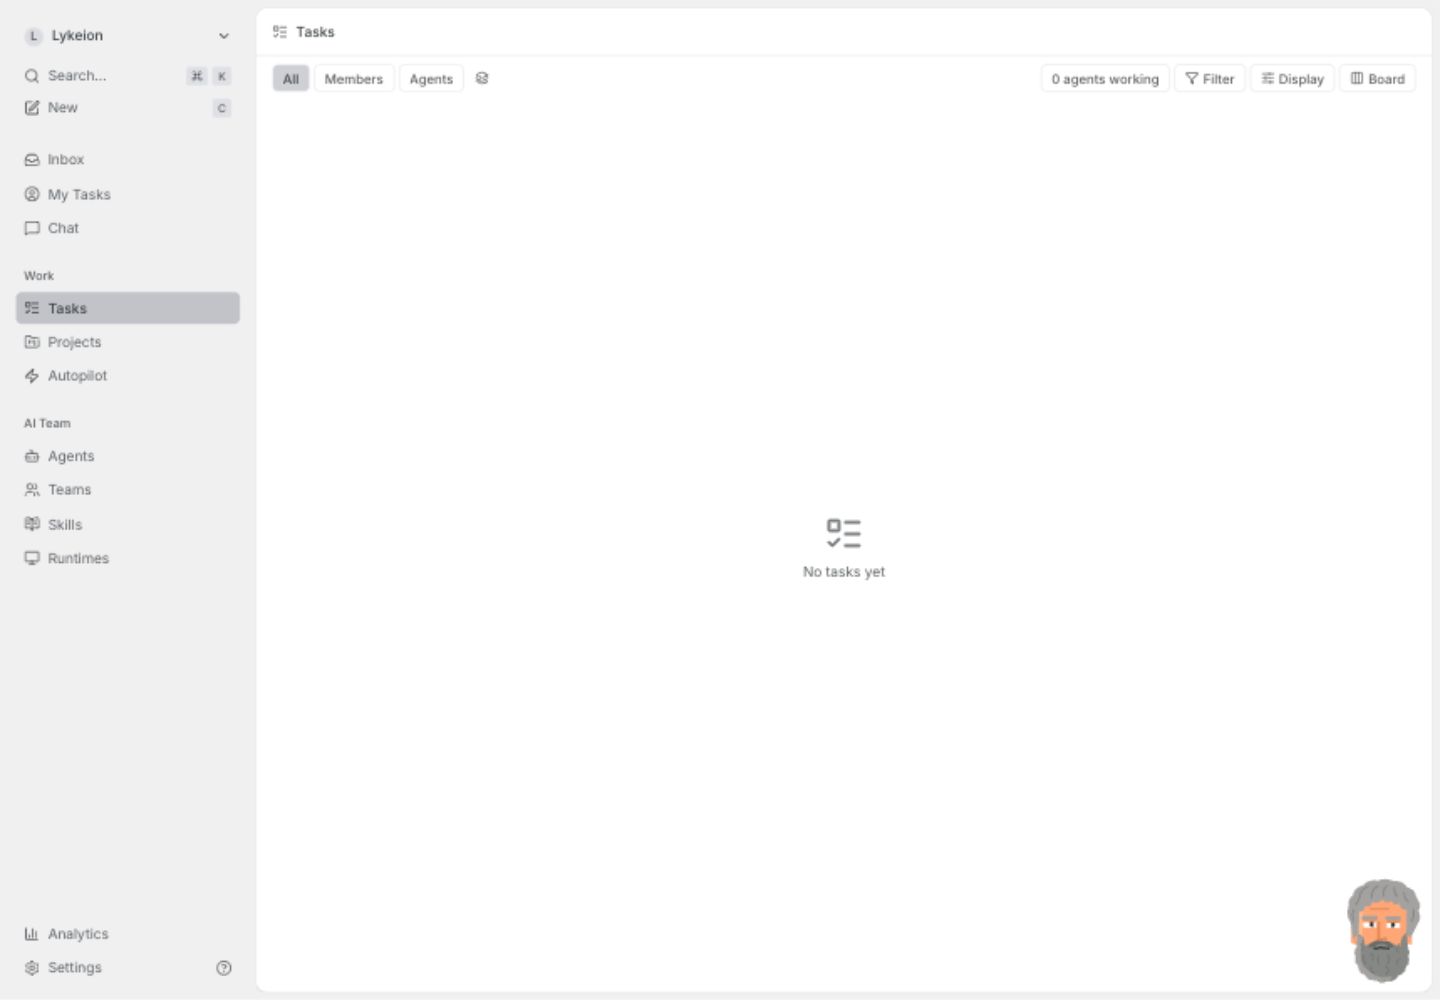 L Lykeion
Search... ⌘ K
New C
Inbox
My Tasks
Chat
Work
Tasks
Projects
Autopilot
AI Team
Agents
Teams
Skills
Runtimes
Analytics
Settings
Tasks
All Members Agents
0 agents working Filter Display Board
No tasks yet